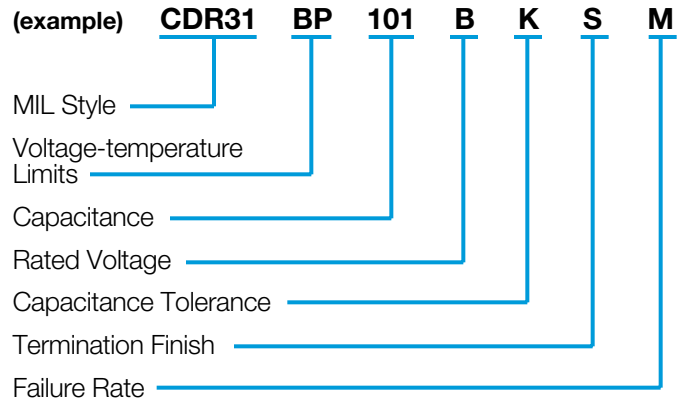 (example) CDR31 BP 101 B K S M
MIL Style
Voltage-temperature
Limits
Capacitance
Rated Voltage
Capacitance Tolerance
Termination Finish
Failure Rate